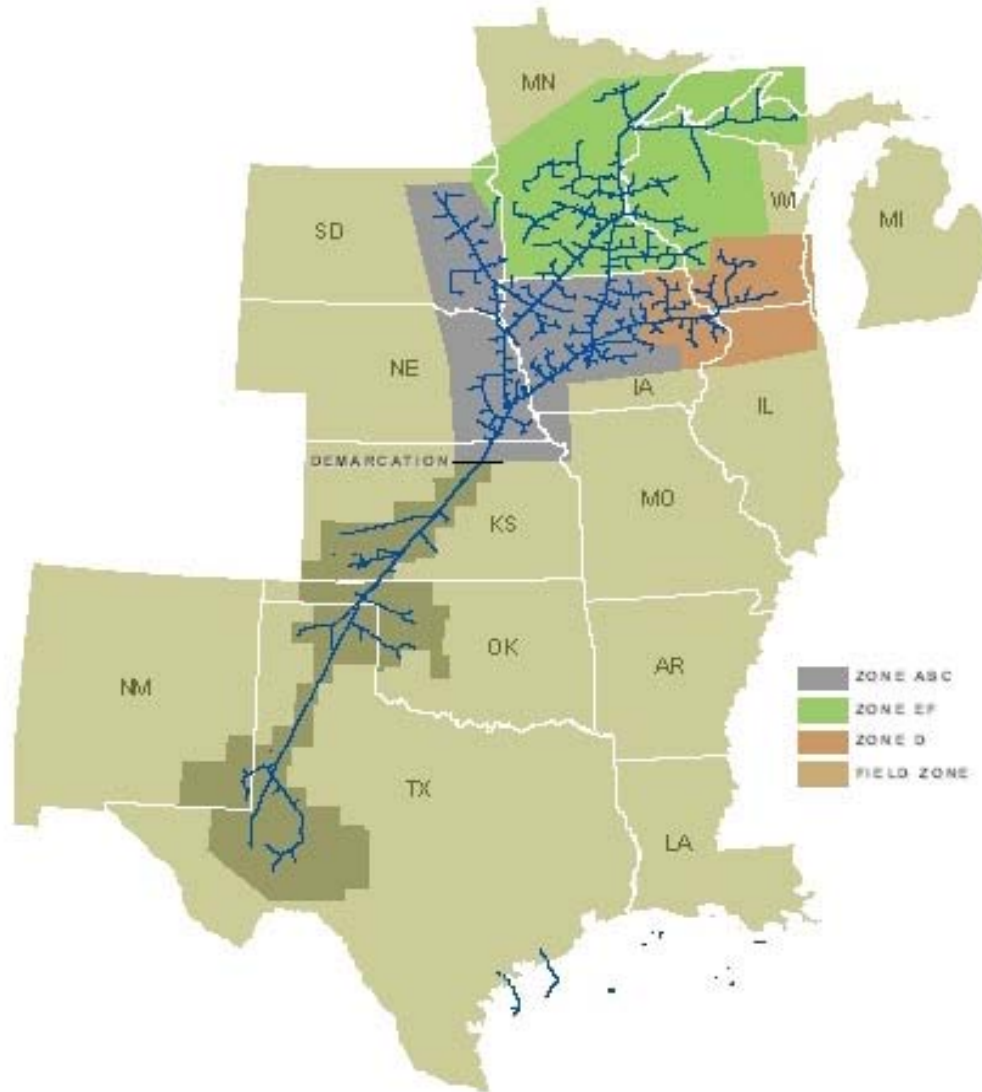 MN
WI
MI
SD
NE
IA
IL
DEMARCATION
KS
MO
NM
OK
AR
TX
LA
ZONE ABC
ZONE EF
ZONE D
FIELD ZONE